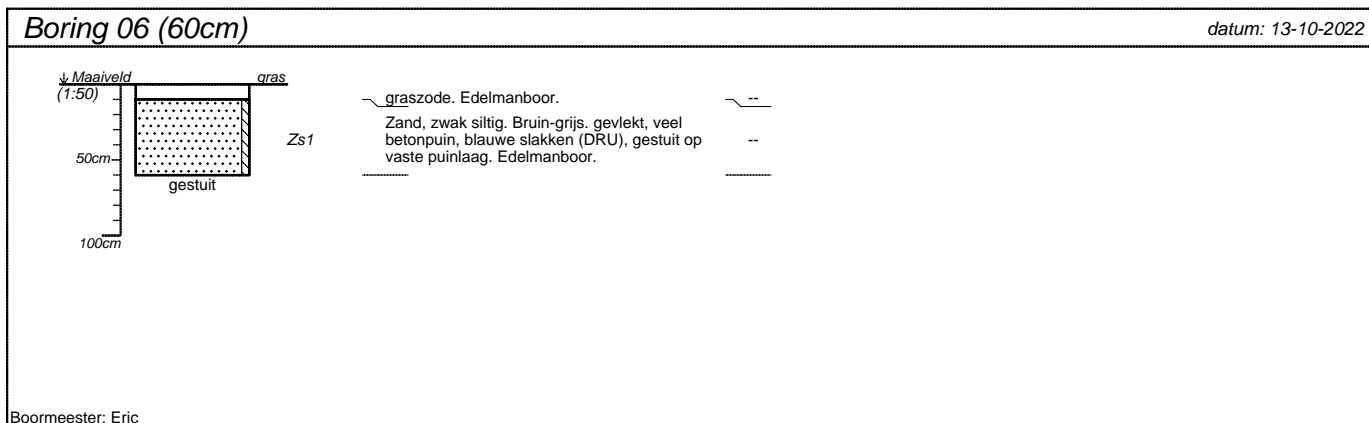 Boring 06 (60cm)
datum: 13-10-2022
Maaiveld
gras
(1:50)
graszode. Edelmanboor.
--
Zand, zwak siltig. Bruin-grijs. gevlekt, veel
betonpuin, blauwe slakken (DRU), gestuit op
vaste puinlaag. Edelmanboor.
Zs1
--
50cm
gestuit
100cm
Boormeester: Eric